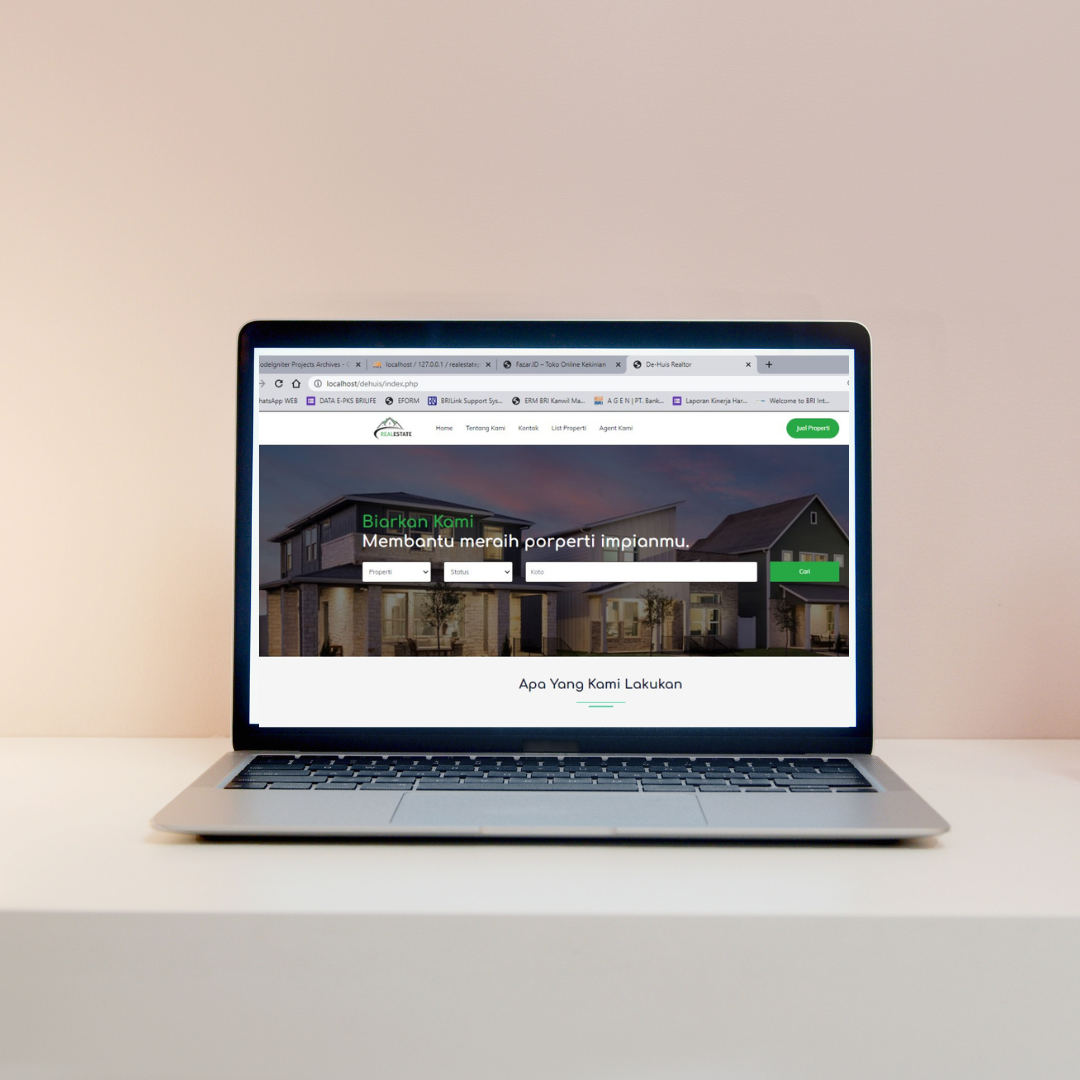 odeIgniter Projects Archives - C
localhost / 127.0.0.1 / realestate
Fazar.ID – Toko Online Kekinian
De-Huis Realtor
localhost/dehuis/index.php
hatsApp WEB
DATA E-PKS BRILIFE
EFORM
BRILink Support Sys...
ERM BRI Kanwil Ma...
A G E N | PT. Bank...
Laporan Kinerja Har...
Welcome to BRI Int...
REALESTATE
Home
Tentang Kami
Kontak
List Properti
Agent Kami
Jual Properti
Biarkan Kami
Membantu meraih porperti impianmu.
Properti
Status
Kota
Cari
Apa Yang Kami Lakukan